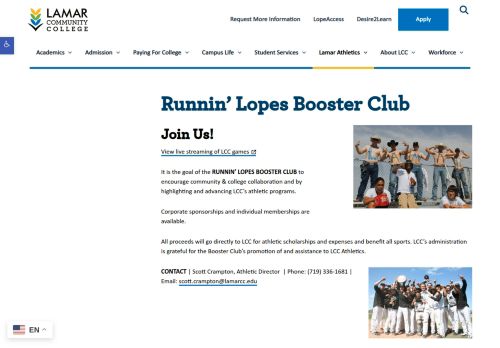 LAMAR
COMMUNITY
COLLEGE
Request More Information LopeAccess Desire2Learn Apply
Academics Admission Paying For College Campus Life Student Services Lamar Athletics About LCC Workforce
Runnin’ Lopes Booster Club
Join Us!
View live streaming of LCC games
It is the goal of the RUNNIN’ LOPES BOOSTER CLUB to
encourage community & college collaboration and by
highlighting and advancing LCC’s athletic programs.
Corporate sponsorships and individual memberships are
available.
All proceeds will go directly to LCC for athletic scholarships and expenses and benefit all sports. LCC’s administration
is grateful for the Booster Club’s promotion of and assistance to LCC Athletics.
CONTACT | Scott Crampton, Athletic Director | Phone: (719) 336-1681 |
Email: scott.crampton@lamarcc.edu
EN